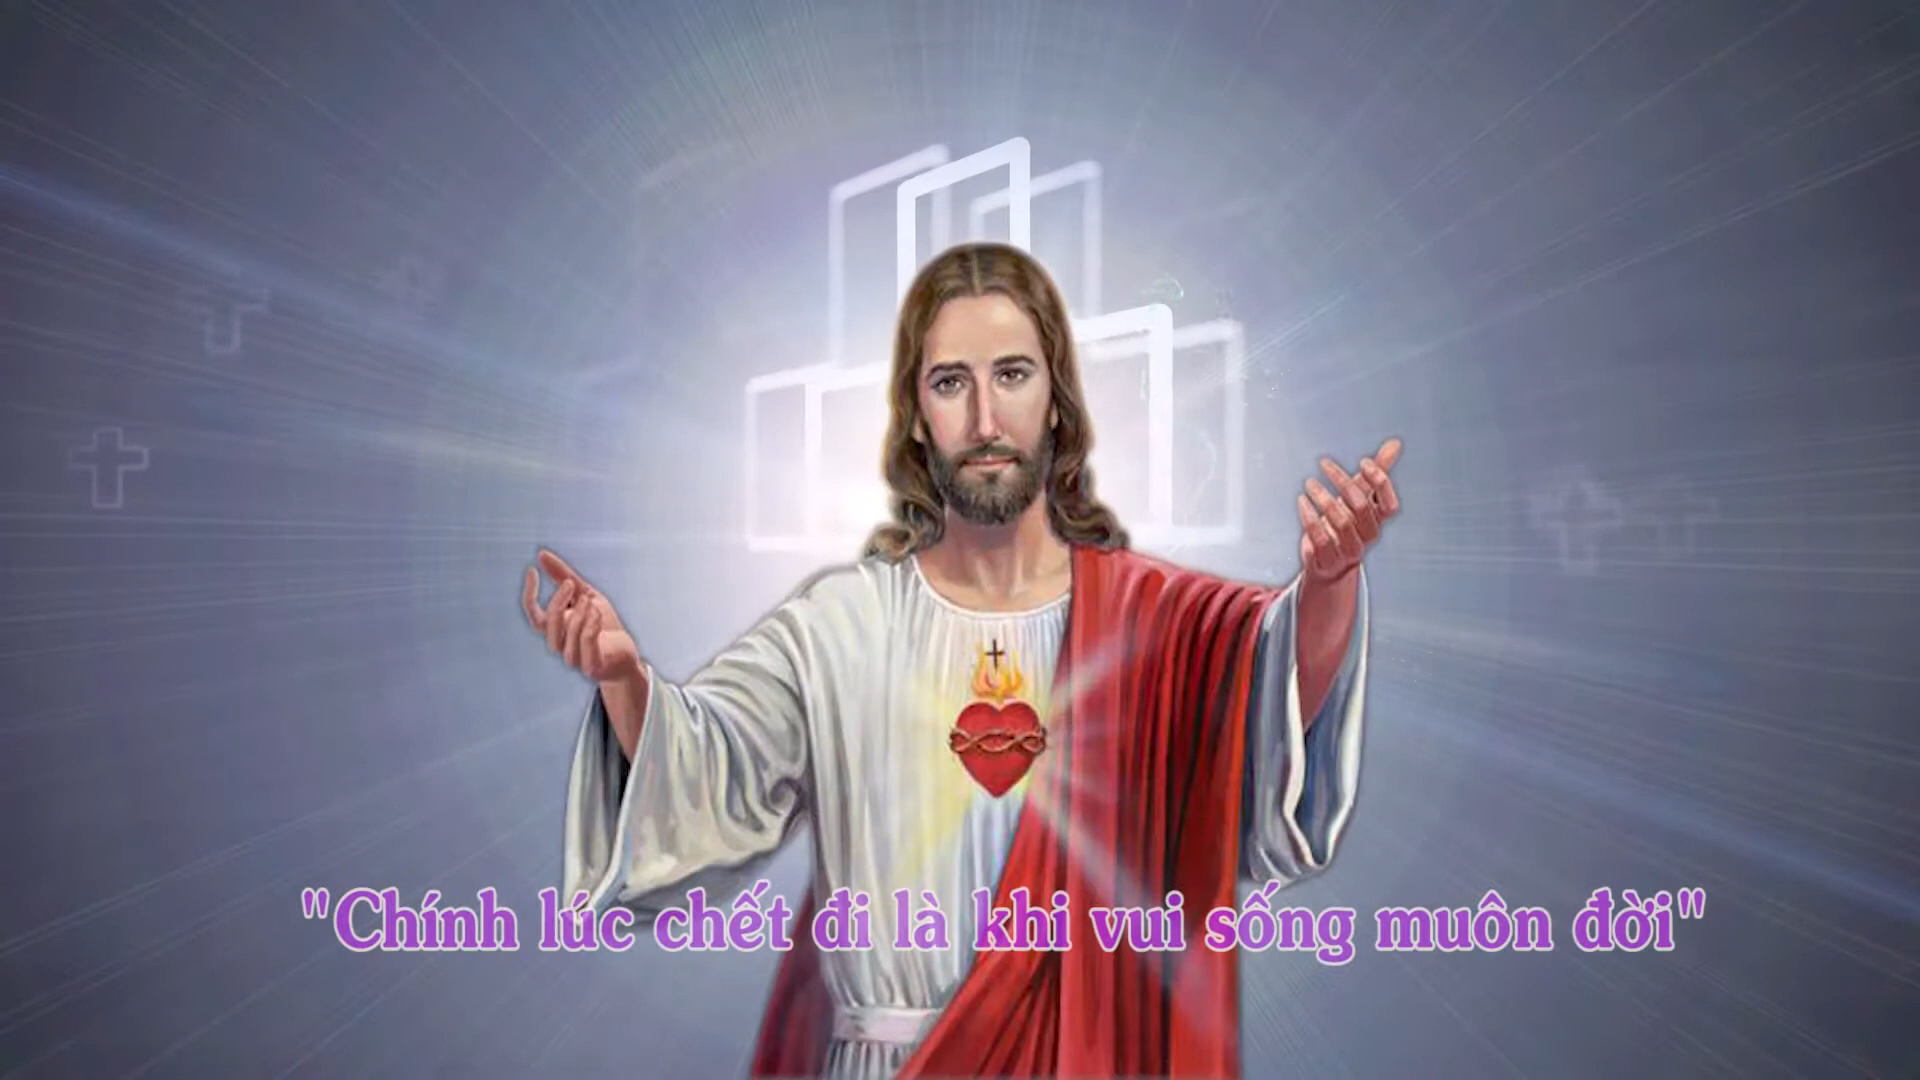 "Chính lúc chết đi là khi vui sống muôn đời"